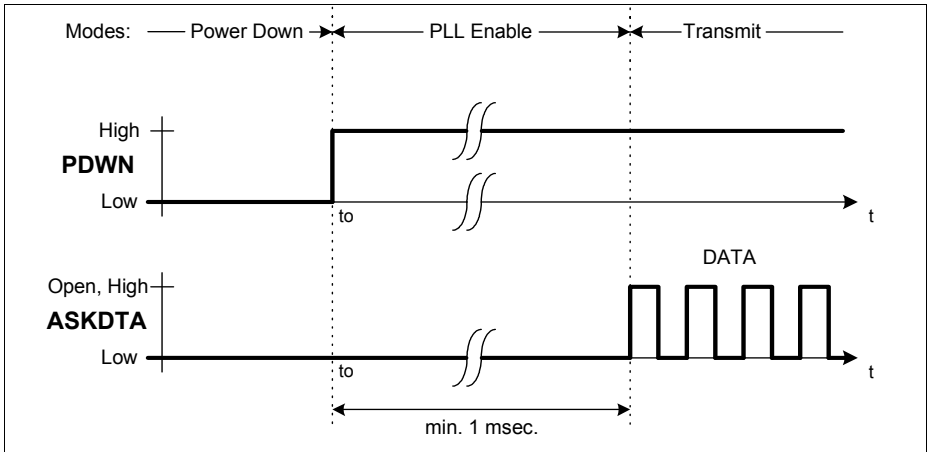 Modes: Power Down PLL Enable Transmit
High
PDWN
Low
to
t
DATA
Open, High
ASKDTA
Low
to
t
min. 1 msec.